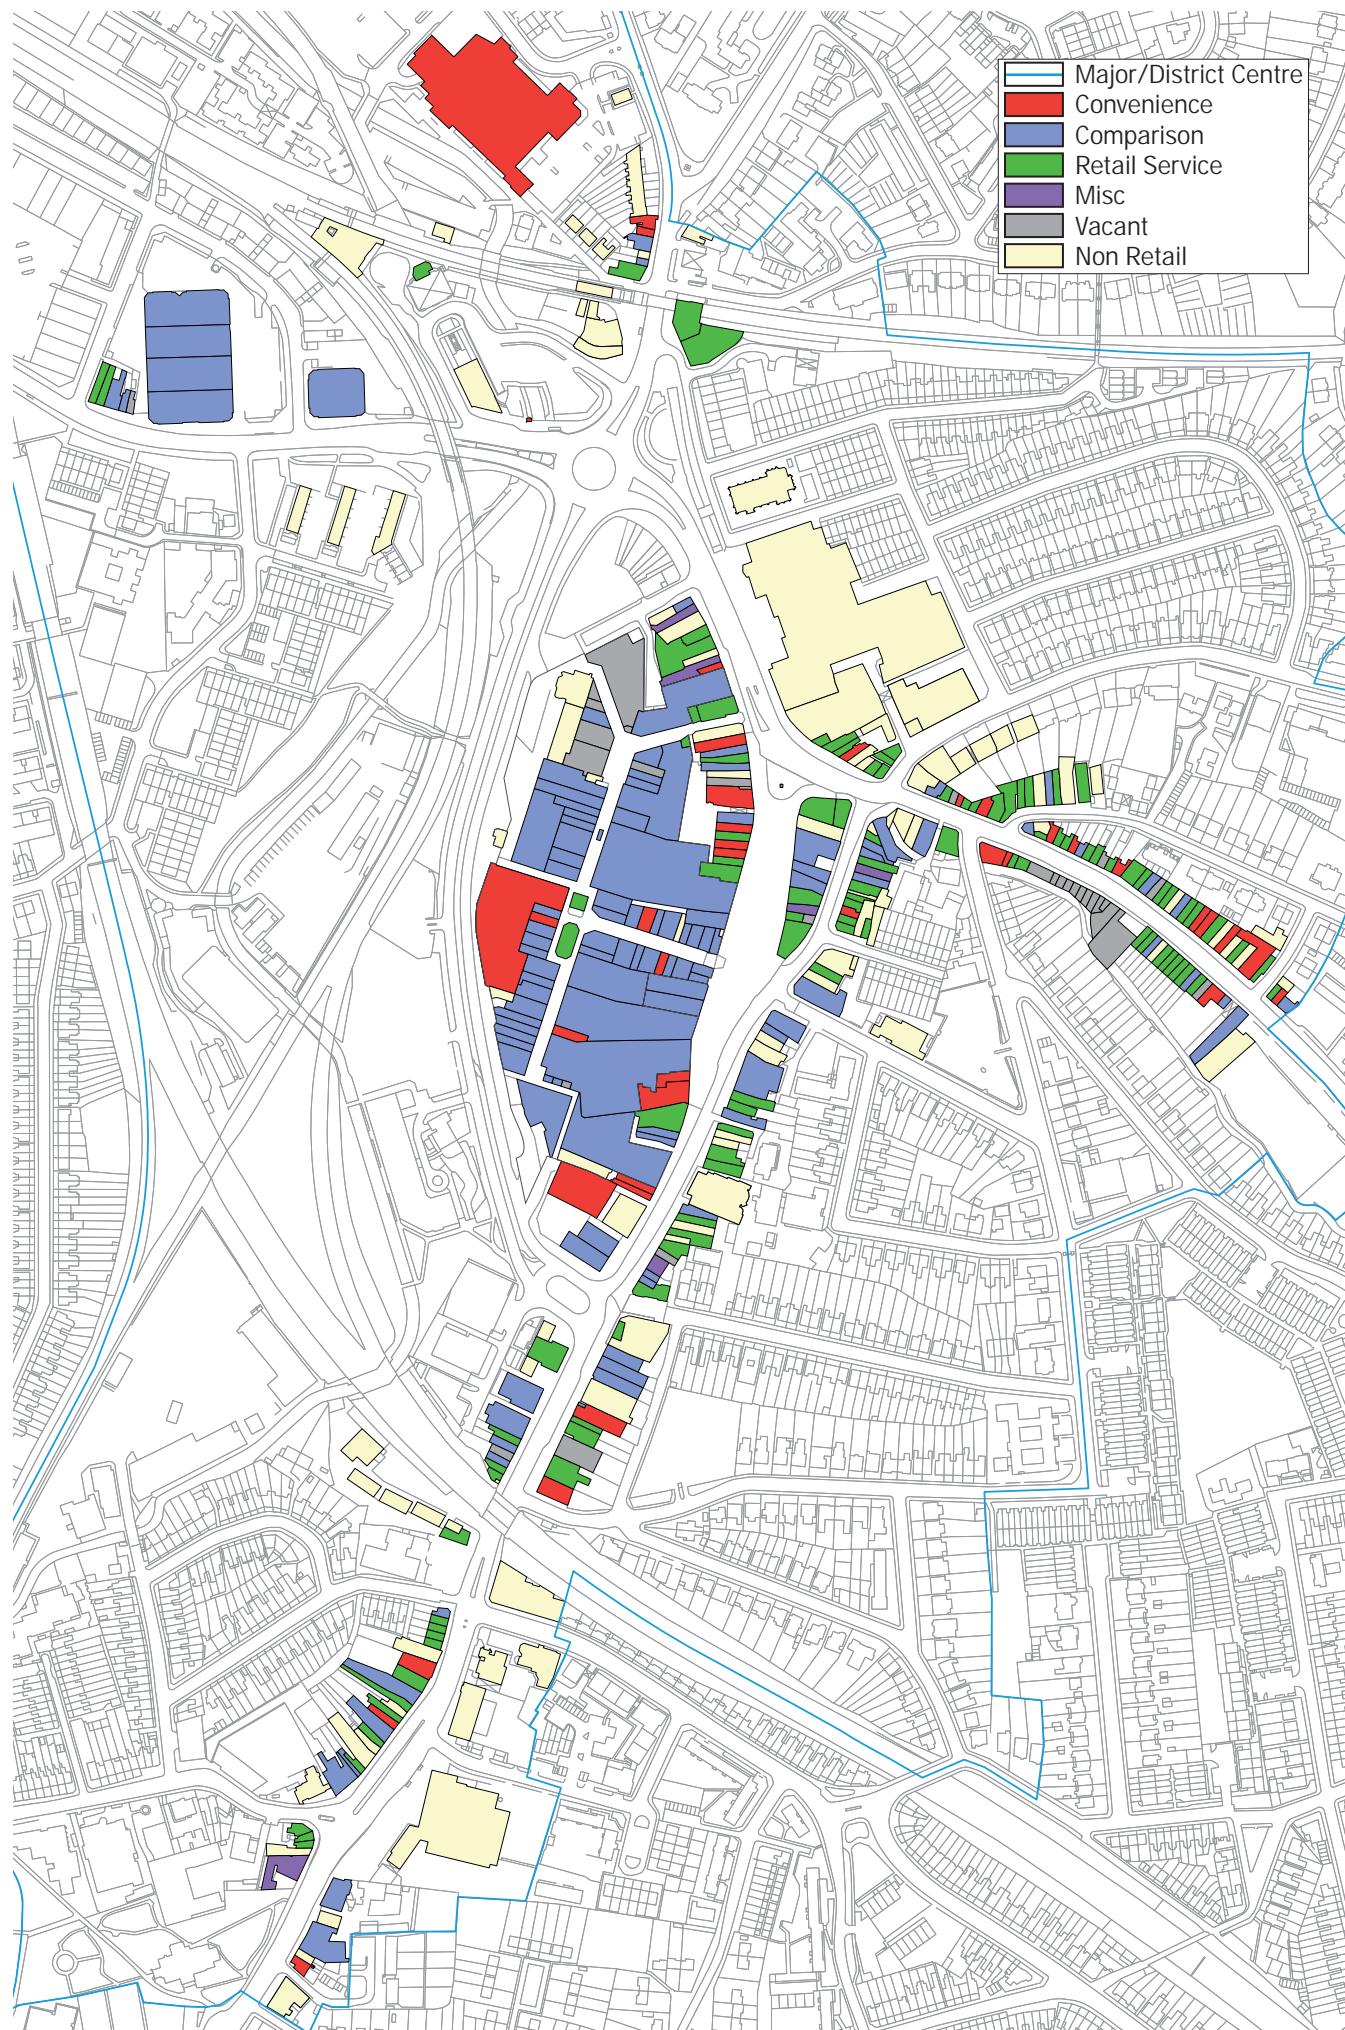 Major/District Centre
Convenience
Comparison
Retail Service
Misc
Vacant
Non Retail